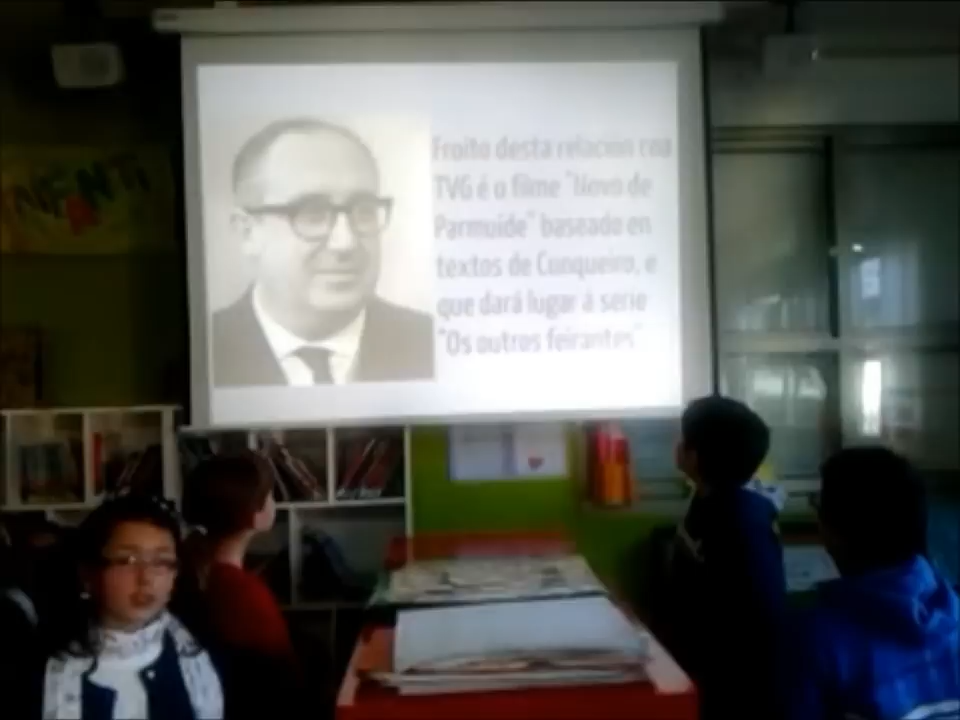 Froito desta relación coa
TVG é o filme "Novo de
Parmuide" baseado en
textos de Cunqueiro, e
que dará lugar á serie
"Os outros feirantes"